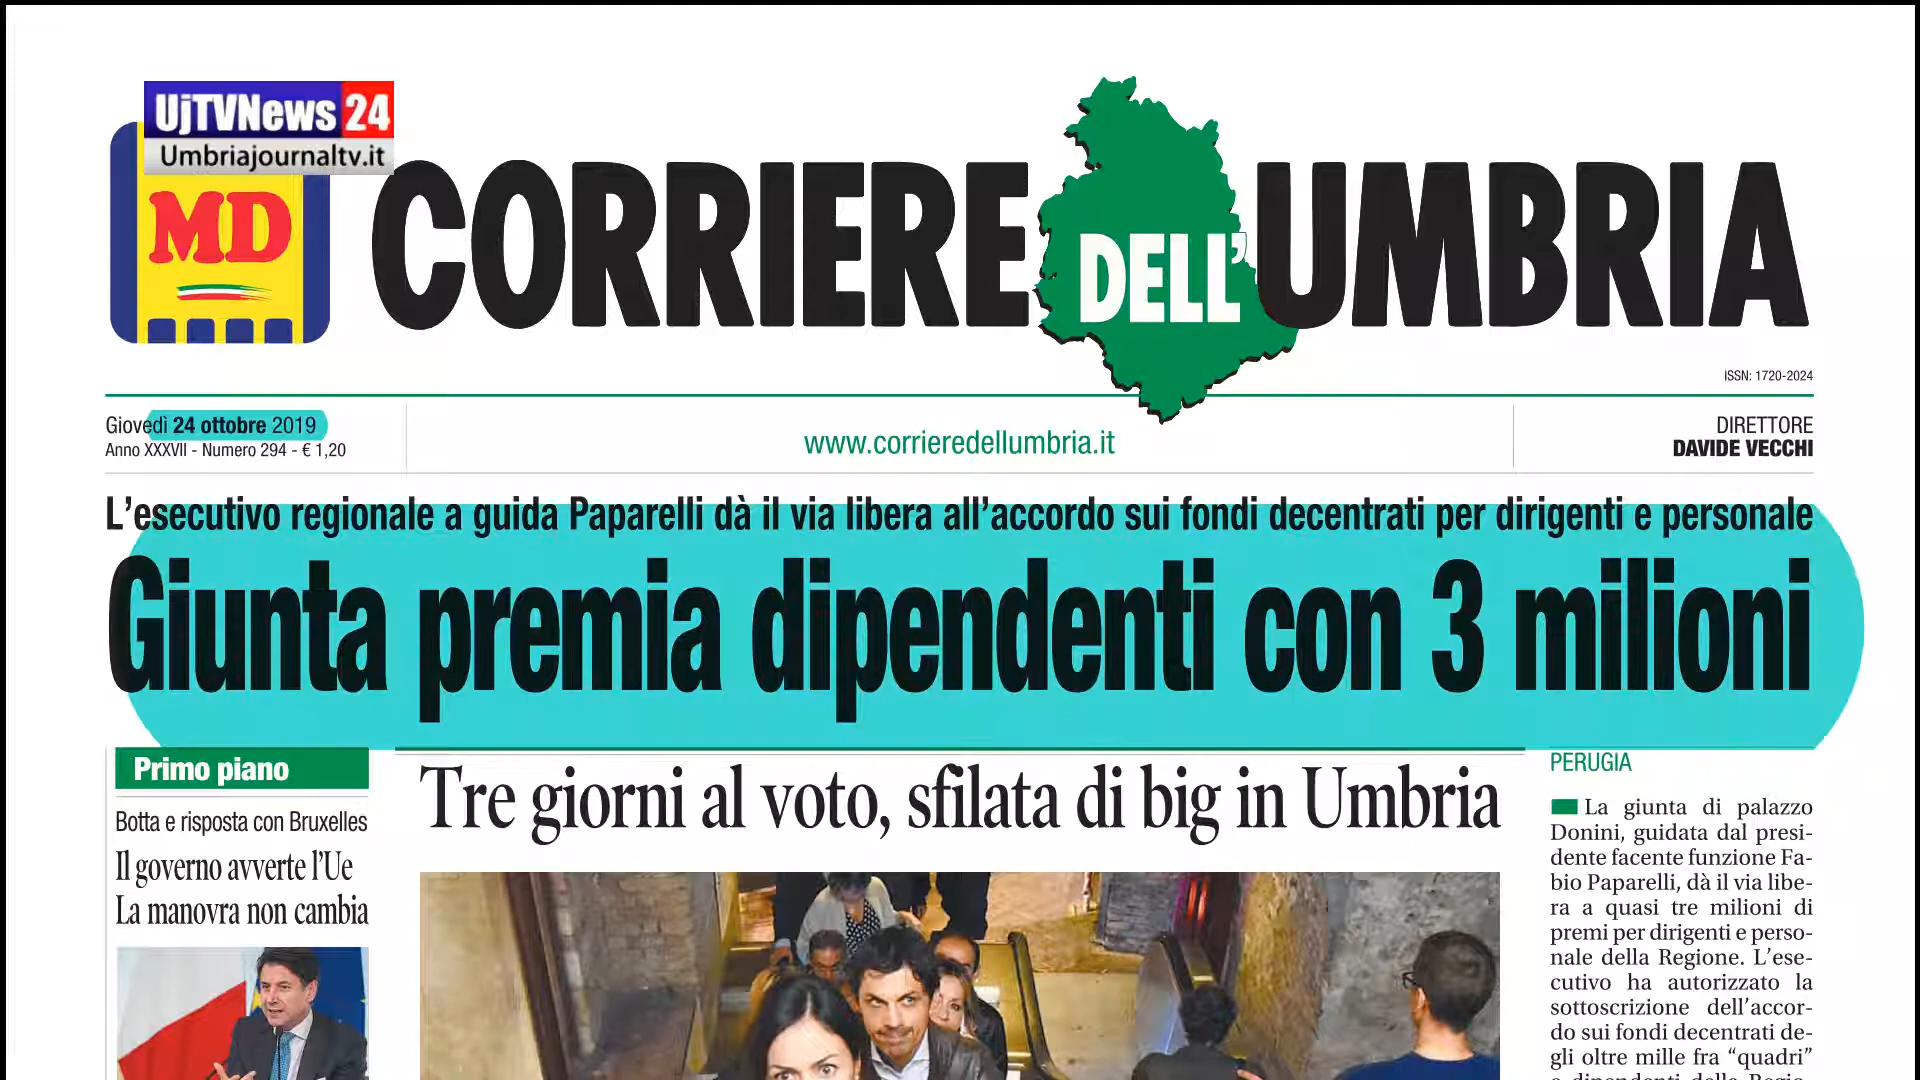 UjTVNews 24
Umbriajournaltv.it
MD
CORRIERE DELL'UMBRIA
ISSN: 1720-2024
Giovedì 24 ottobre 2019
Anno XXXVII - Numero 294 - € 1,20
www.corrieredellumbria.it
DIRETTORE
DAVIDE VECCHI
L'esecutivo regionale a guida Paparelli dà il via libera all'accordo sui fondi decentrati per dirigenti e personale
Giunta premia dipendenti con 3 milioni
Primo piano
Botta e risposta con Bruxelles
Il governo avverte l'Ue
La manovra non cambia
Tre giorni al voto, sfilata di big in Umbria
PERUGIA
La giunta di palazzo
Donini, guidata dal presi-
dente facente funzione Fa-
bio Paparelli, dà il via libe-
ra a quasi tre milioni di
premi per dirigenti e perso-
nale della Regione. L'ese-
cutivo ha autorizzato la
sottoscrizione dell'accor-
do sui fondi decentrati de-
gli oltre mille fra “quadri”